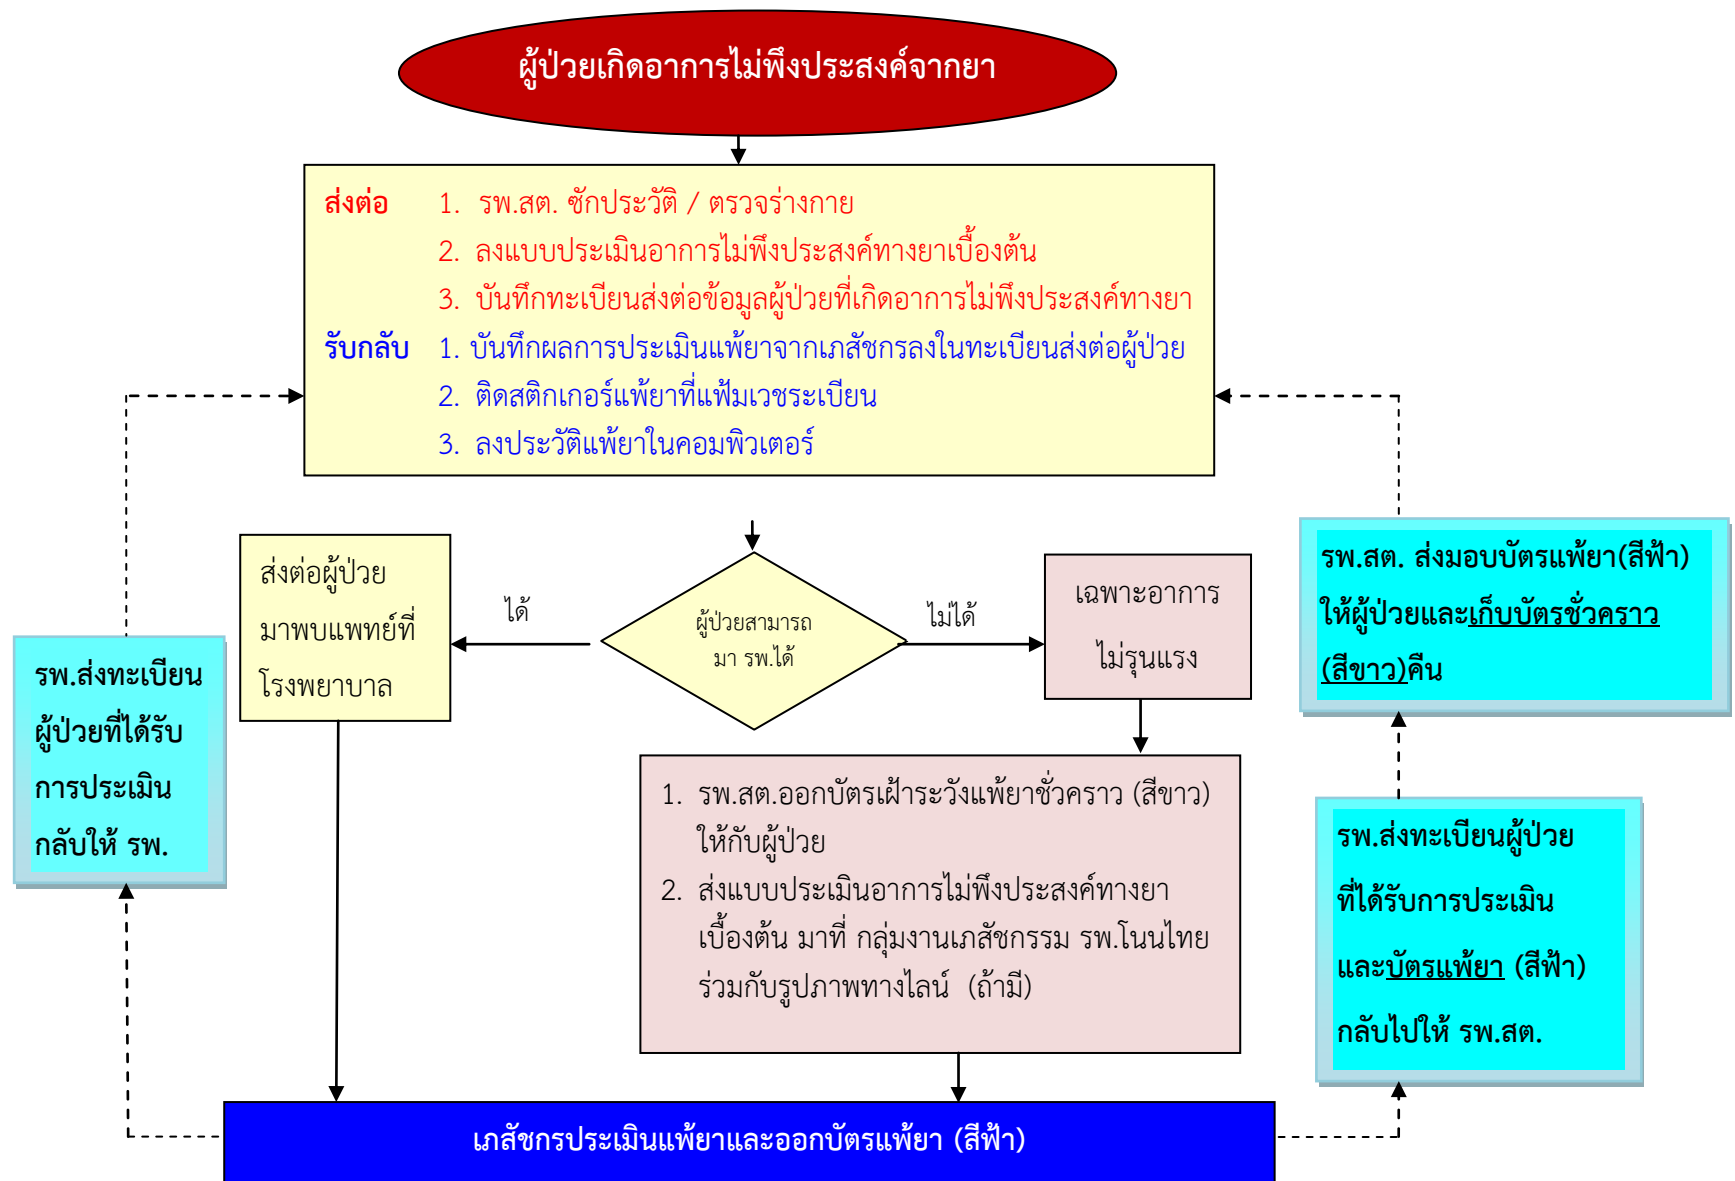 ผู้ป่วยเกิดอาการไม่พึงประสงค์จากยา
ส่งต่อ 1. รพ.สต. ซักประวัติ / ตรวจร่างกาย
2. ลงแบบประเมินอาการไม่พึงประสงค์ทางยาเบื้องต้น
3. บันทึกทะเบียนส่งต่อข้อมูลผู้ป่วยที่เกิดอาการไม่พึงประสงค์ทางยา
รับกลับ 1. บันทึกผลการประเมินแพ้ยาจากเภสัชกรลงในทะเบียนส่งต่อผู้ป่วย
2. ติดสติกเกอร์แพ้ยาที่แฟ้มเวชระเบียน
3. ลงประวัติแพ้ยาในคอมพิวเตอร์
ส่งต่อผู้ป่วย
มาพบแพทย์ที่
โรงพยาบาล
ได้
ผู้ป่วยสามารถ
มา รพ.ได้
ไม่ได้
เฉพาะอาการ
ไม่รุนแรง
รพ.สต. ส่งมอบบัตรแพ้ยา(สีฟ้า)
ให้ผู้ป่วยและเก็บบัตรชั่วคราว
(สีขาว)คืน
รพ.ส่งทะเบียน
ผู้ป่วยที่ได้รับ
การประเมิน
กลับให้ รพ.
1. รพ.สต.ออกบัตรเฝ้าระวังแพ้ยาชั่วคราว (สีขาว)
ให้กับผู้ป่วย
2. ส่งแบบประเมินอาการไม่พึงประสงค์ทางยา
เบื้องต้น มาที่ กลุ่มงานเภสัชกรรม รพ.โนนไทย
ร่วมกับรูปภาพทางไลน์ (ถ้ามี)
รพ.ส่งทะเบียนผู้ป่วย
ที่ได้รับการประเมิน
และบัตรแพ้ยา (สีฟ้า)
กลับไปให้ รพ.สต.
เภสัชกรประเมินแพ้ยาและออกบัตรแพ้ยา (สีฟ้า)